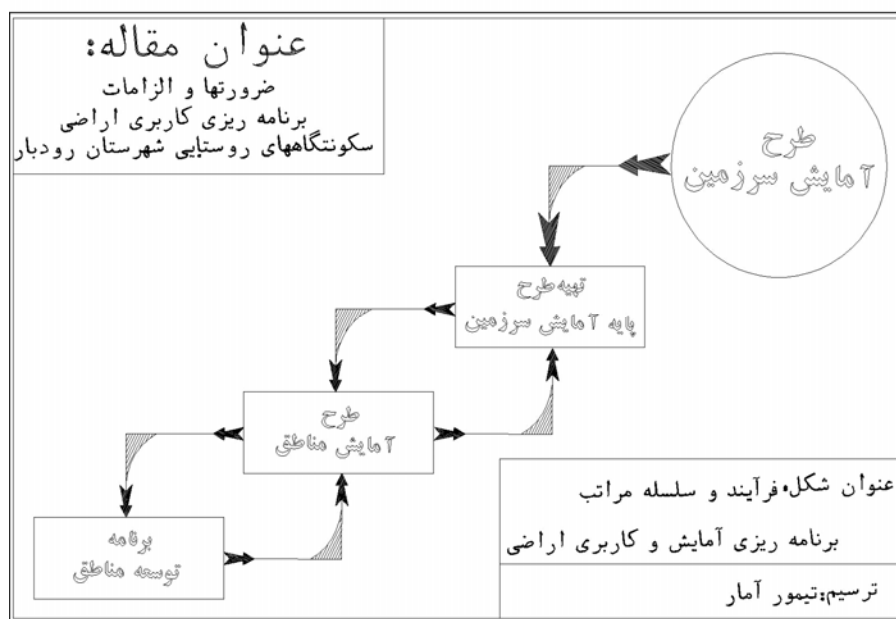 عنوان مقاله:
ضرورتها و الزامات
برنامه ریزی کاربری اراضی
سکونتگاههای روستایی شهرستان رودبار
طرح
آمایش سرزمین
تهیه طرح
پایه آمایش سرزمین
طرح
آمایش مناطق
برنامه
توسعه مناطق
عنوان شکل: فرآیند و سلسله مراتب
برنامه ریزی آمایش و کاربری اراضی
ترسیم: تیمور آمار